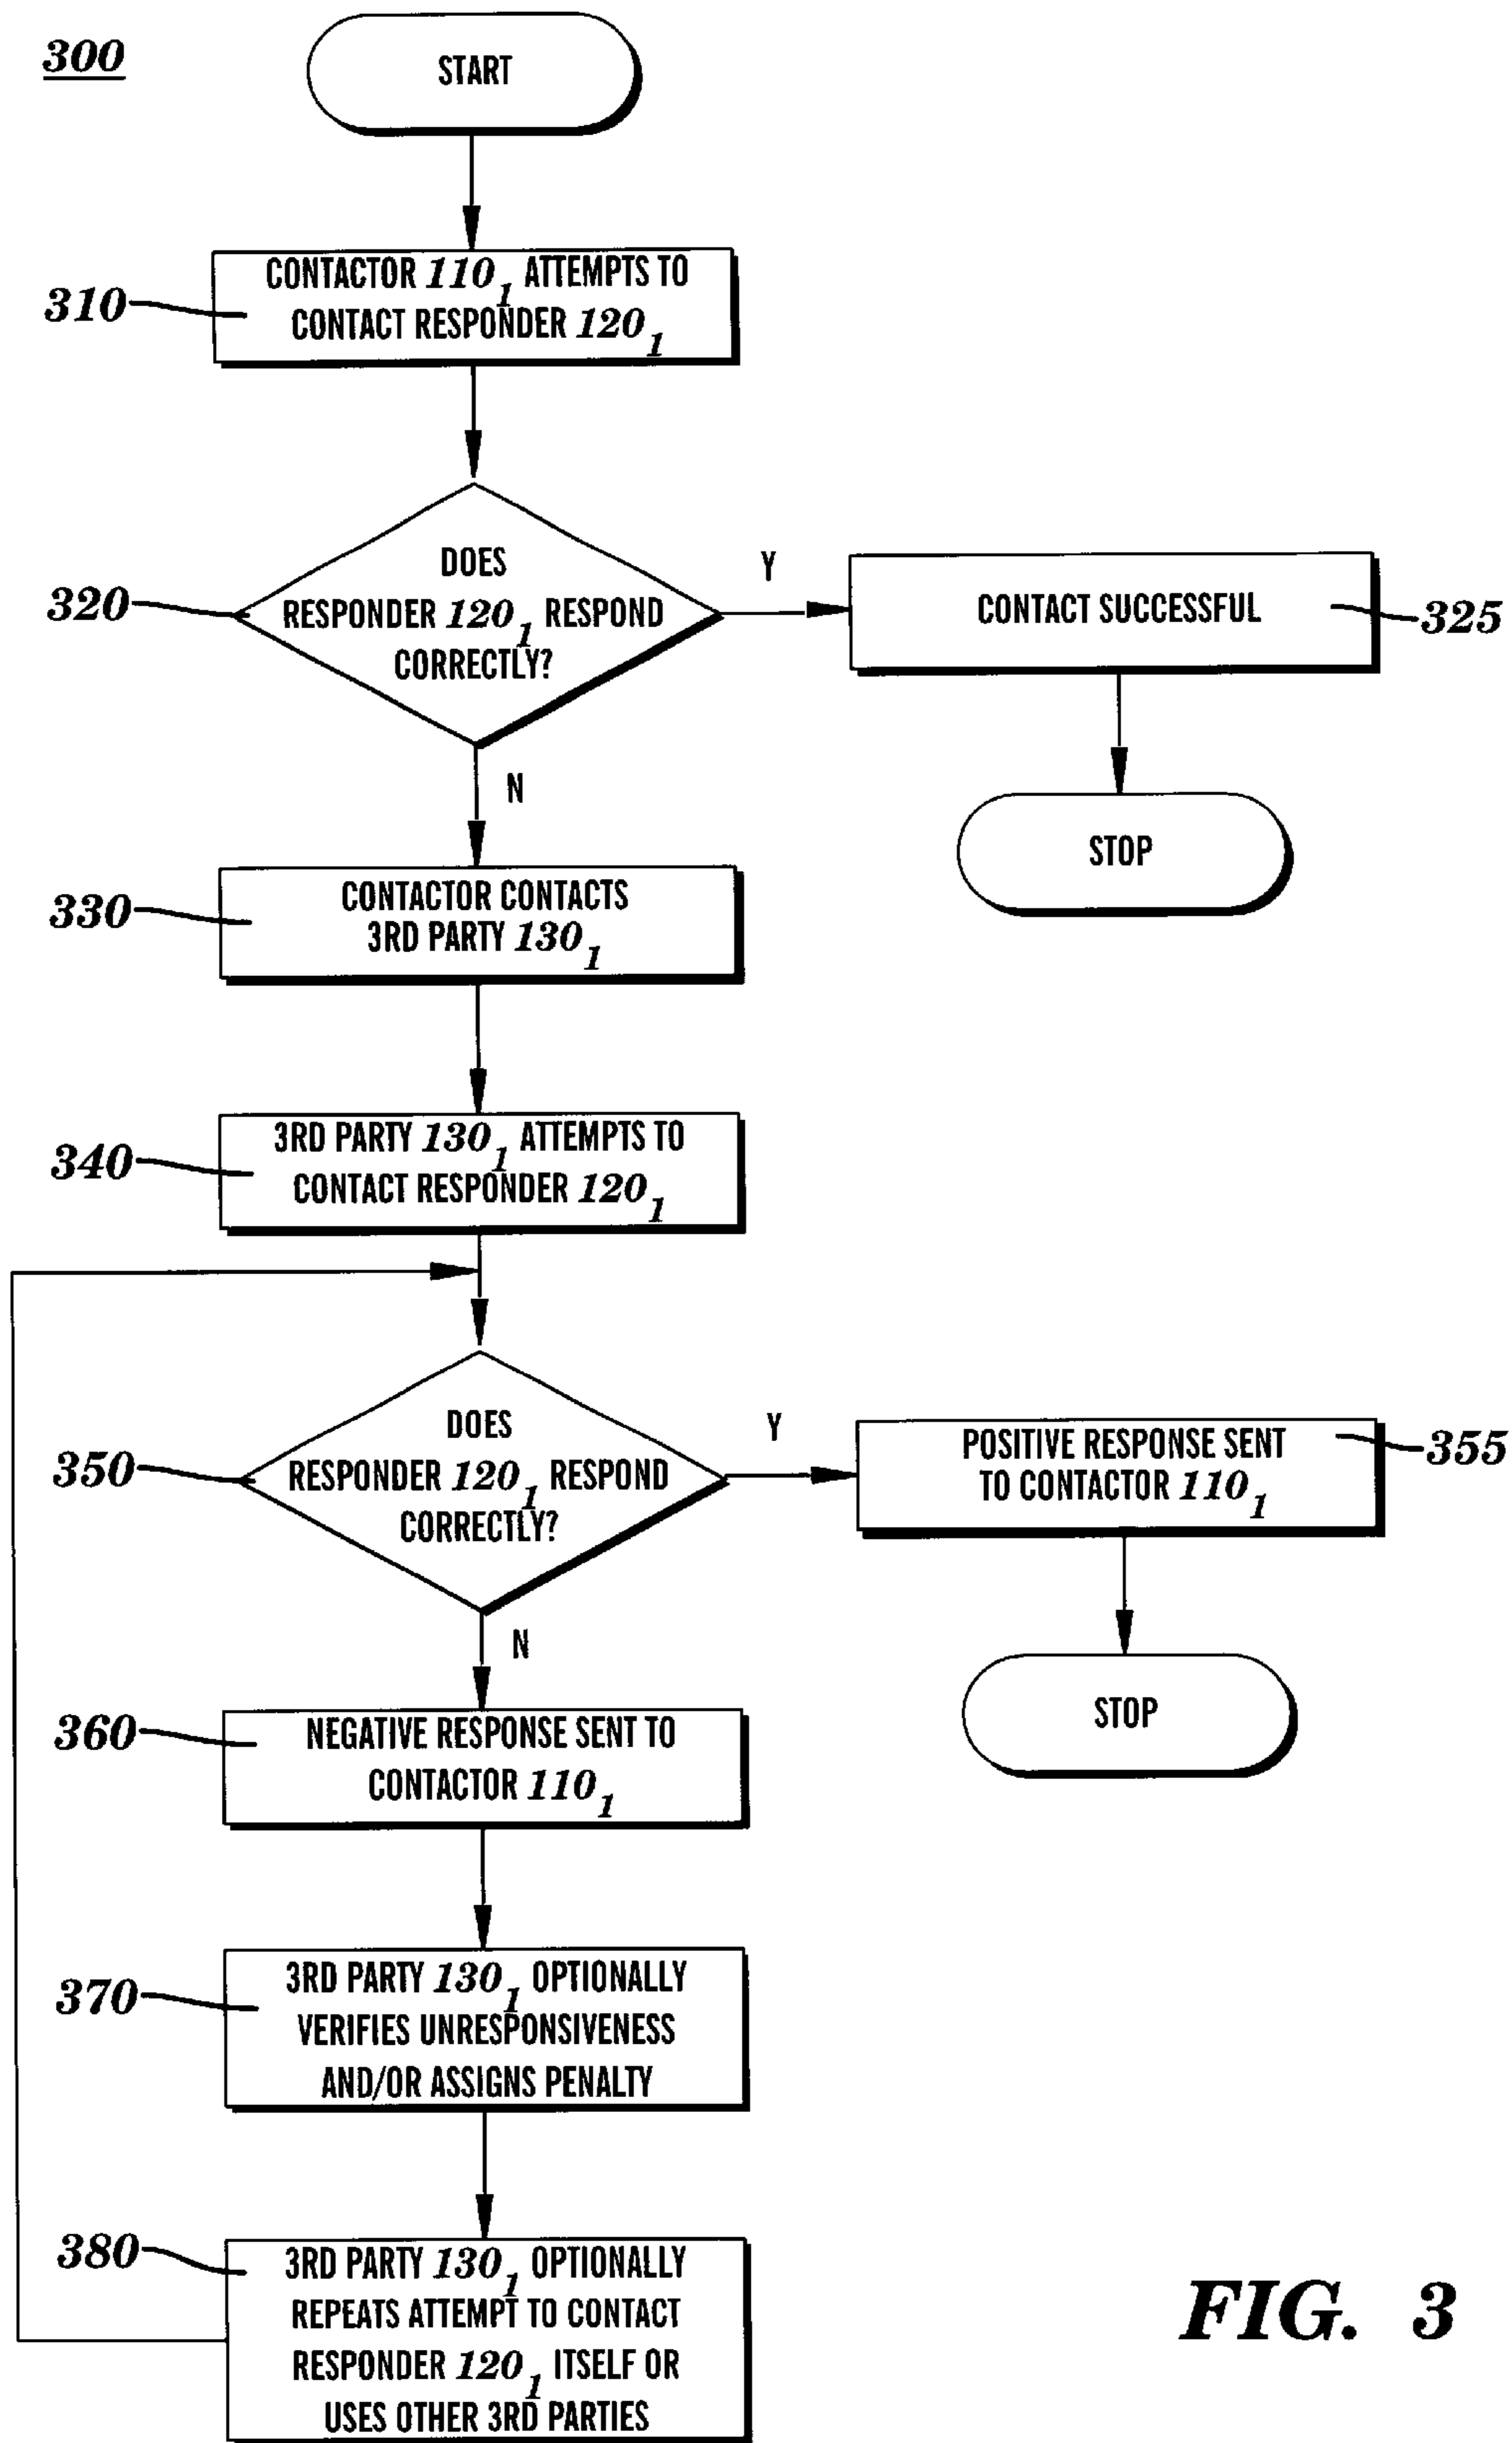 300
START
310
CONTACTOR 110₁ ATTEMPTS TO
CONTACT RESPONDER 120₁
320
DOES
RESPONDER 120₁ RESPOND
CORRECTLY?
Y
CONTACT SUCCESSFUL
325
STOP
N
330
CONTACTOR CONTACTS
3RD PARTY 130₁
340
3RD PARTY 130₁ ATTEMPTS TO
CONTACT RESPONDER 120₁
350
DOES
RESPONDER 120₁ RESPOND
CORRECTLY?
Y
POSITIVE RESPONSE SENT
TO CONTACTOR 110₁
355
STOP
N
360
NEGATIVE RESPONSE SENT TO
CONTACTOR 110₁
370
3RD PARTY 130₁ OPTIONALLY
VERIFIES UNRESPONSIVENESS
AND/OR ASSIGNS PENALTY
380
3RD PARTY 130₁ OPTIONALLY
REPEATS ATTEMPT TO CONTACT
RESPONDER 120₁ ITSELF OR
USES OTHER 3RD PARTIES
FIG. 3